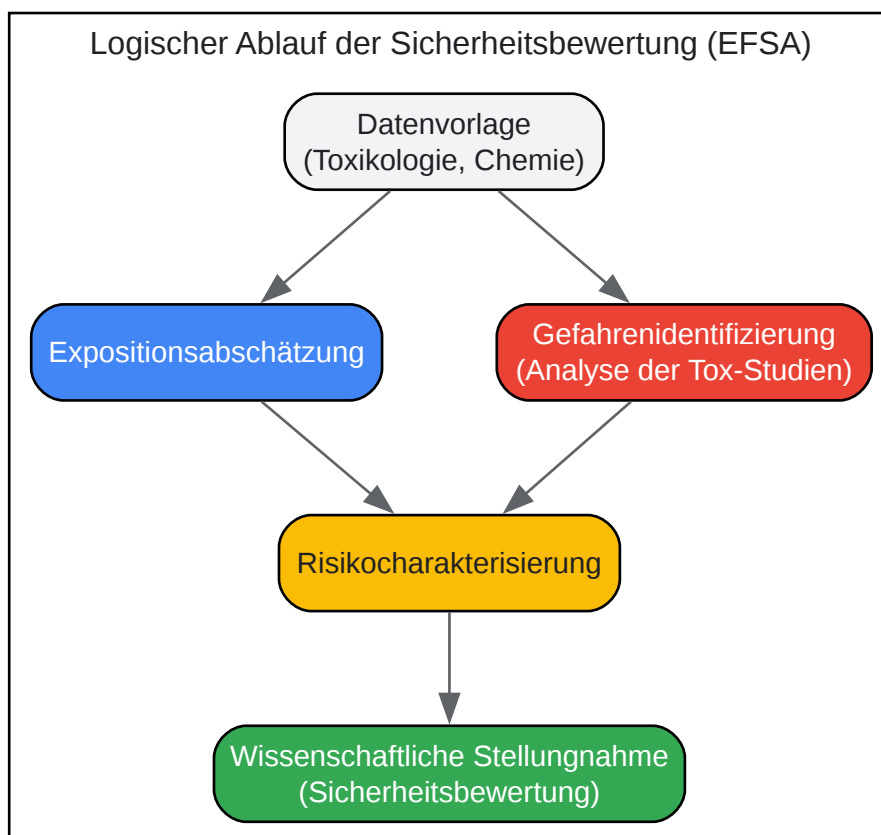 Logischer Ablauf der Sicherheitsbewertung (EFSA)
Datenvorlage
(Toxikologie, Chemie)
Expositionsabschätzung
Gefahrenidentifizierung
(Analyse der Tox-Studien)
Risikocharakterisierung
Wissenschaftliche Stellungnahme
(Sicherheitsbewertung)